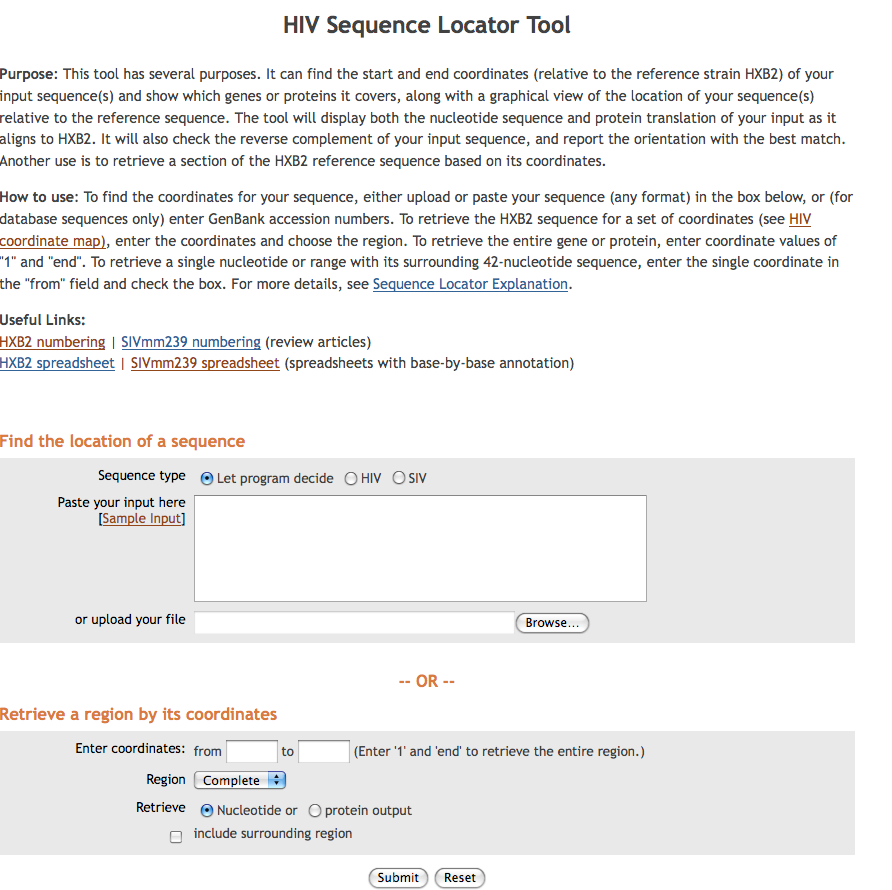 HIV Sequence Locator Tool
Purpose: This tool has several purposes. It can find the start and end coordinates (relative to the reference strain HXB2) of your
input sequence(s) and show which genes or proteins it covers, along with a graphical view of the location of your sequence(s)
relative to the reference sequence. The tool will display both the nucleotide sequence and protein translation of your input as it
aligns to HXB2. It will also check the reverse complement of your input sequence, and report the orientation with the best match.
Another use is to retrieve a section of the HXB2 reference sequence based on its coordinates.
How to use: To find the coordinates for your sequence, either upload or paste your sequence (any format) in the box below, or (for
database sequences only) enter GenBank accession numbers. To retrieve the HXB2 sequence for a set of coordinates (see HIV
coordinate map), enter the coordinates and choose the region. To retrieve the entire gene or protein, enter coordinate values of
"1" and "end". To retrieve a single nucleotide or range with its surrounding 42-nucleotide sequence, enter the single coordinate in
the "from" field and check the box. For more details, see Sequence Locator Explanation.
Useful Links:
HXB2 numbering | SIVmm239 numbering (review articles)
HXB2 spreadsheet | SIVmm239 spreadsheet (spreadsheets with base-by-base annotation)
Find the location of a sequence
Sequence type Let program decide HIV SIV
Paste your input here
[Sample Input]
or upload your file Browse...
-- OR --
Retrieve a region by its coordinates
Enter coordinates: from to (Enter '1' and 'end' to retrieve the entire region.)
Region Complete
Retrieve Nucleotide or protein output
include surrounding region
Submit Reset